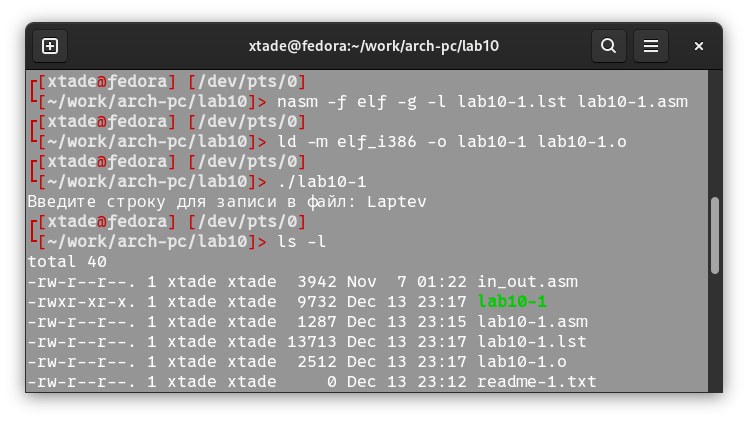 xtade@fedora:~/work/arch-pc/lab10
┌[xtade@fedora] [/dev/pts/0]
└[~/work/arch-pc/lab10]> nasm -f elf -g -l lab10-1.lst lab10-1.asm
┌[xtade@fedora] [/dev/pts/0]
└[~/work/arch-pc/lab10]> ld -m elf_i386 -o lab10-1 lab10-1.o
┌[xtade@fedora] [/dev/pts/0]
└[~/work/arch-pc/lab10]> ./lab10-1
Введите строку для записи в файл: Laptev
┌[xtade@fedora] [/dev/pts/0]
└[~/work/arch-pc/lab10]> ls -l
total 40
-rw-r--r--. 1 xtade xtade  3942 Nov  7 01:22 in_out.asm
-rwxr-xr-x. 1 xtade xtade  9732 Dec 13 23:17 lab10-1
-rw-r--r--. 1 xtade xtade  1287 Dec 13 23:15 lab10-1.asm
-rw-r--r--. 1 xtade xtade 13713 Dec 13 23:17 lab10-1.lst
-rw-r--r--. 1 xtade xtade  2512 Dec 13 23:17 lab10-1.o
-rw-r--r--. 1 xtade xtade     0 Dec 13 23:12 readme-1.txt